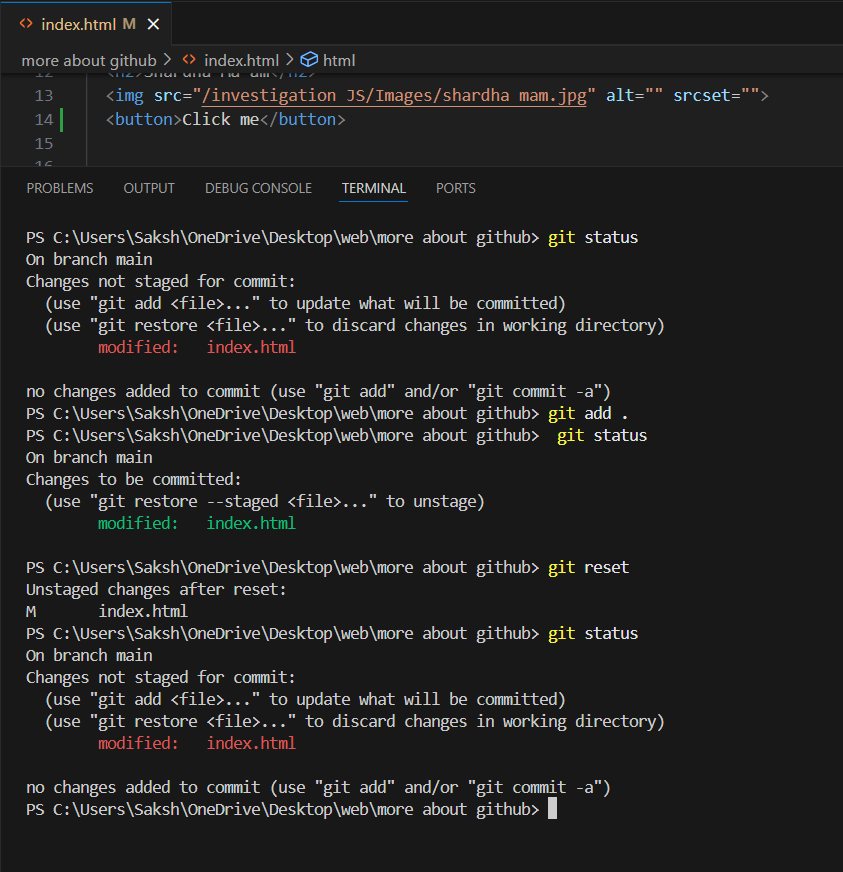 index.html M
more about github > index.html > html
12 <h2>Shardha Ma'am</h2>
13 <img src="/investigation JS/Images/shardha mam.jpg" alt="" srcset="">
14 <button>Click me</button>
15
16
PROBLEMS OUTPUT DEBUG CONSOLE TERMINAL PORTS
PS C:\Users\Saksh\OneDrive\Desktop\web\more about github> git status
On branch main
Changes not staged for commit:
  (use "git add <file>..." to update what will be committed)
  (use "git restore <file>..." to discard changes in working directory)
        modified:   index.html
no changes added to commit (use "git add" and/or "git commit -a")
PS C:\Users\Saksh\OneDrive\Desktop\web\more about github> git add .
PS C:\Users\Saksh\OneDrive\Desktop\web\more about github>  git status
On branch main
Changes to be committed:
  (use "git restore --staged <file>..." to unstage)
        modified:   index.html
PS C:\Users\Saksh\OneDrive\Desktop\web\more about github> git reset
Unstaged changes after reset:
M       index.html
PS C:\Users\Saksh\OneDrive\Desktop\web\more about github> git status
On branch main
Changes not staged for commit:
  (use "git add <file>..." to update what will be committed)
  (use "git restore <file>..." to discard changes in working directory)
        modified:   index.html
no changes added to commit (use "git add" and/or "git commit -a")
PS C:\Users\Saksh\OneDrive\Desktop\web\more about github>